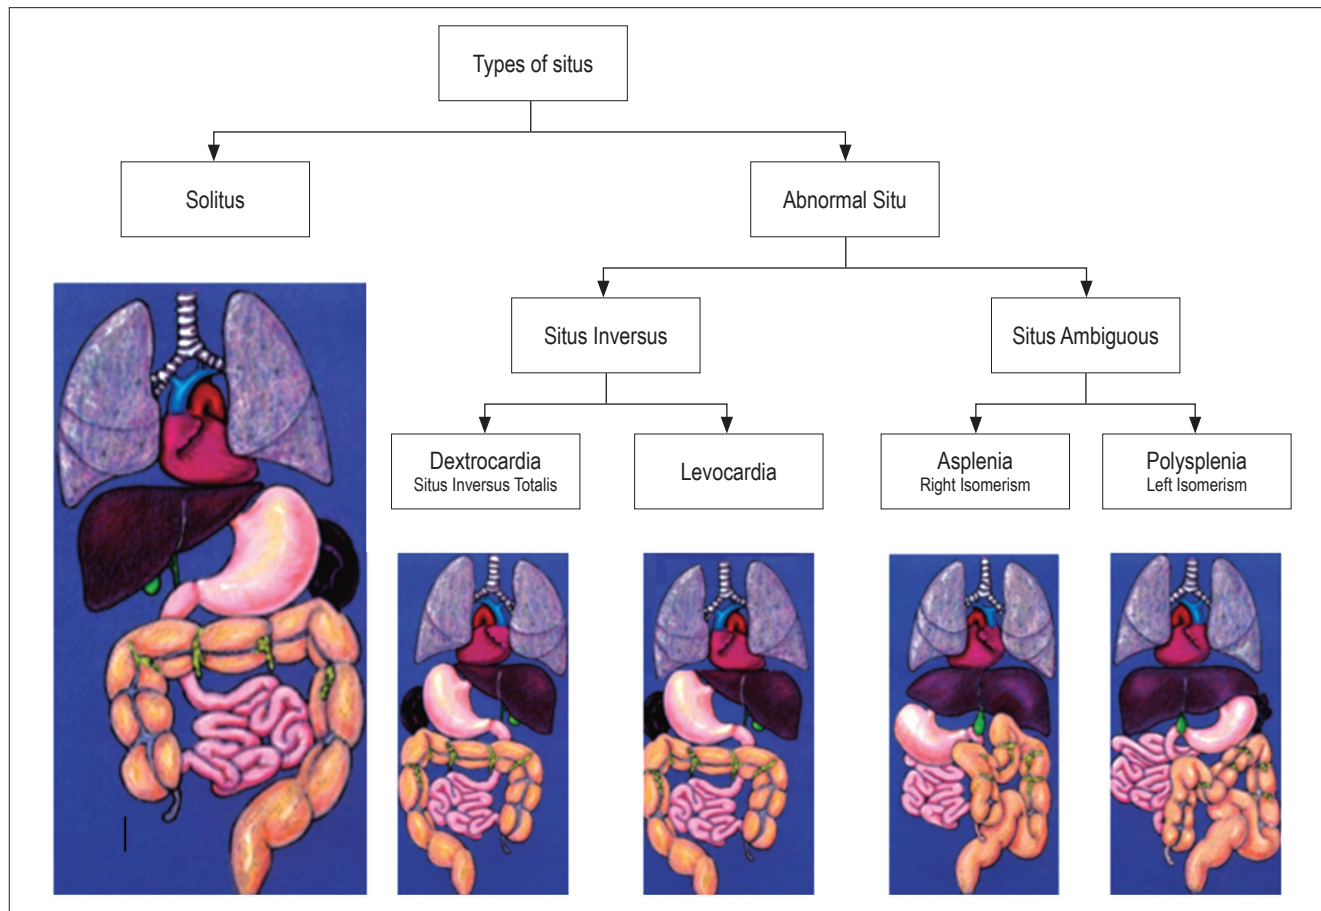 Types of situs
Solitus
Abnormal Situ
Situs Inversus
Situs Ambiguous
Dextrocardia
Situs Inversus Totalis
Levocardia
Asplenia
Right Isomerism
Polysplenia
Left Isomerism